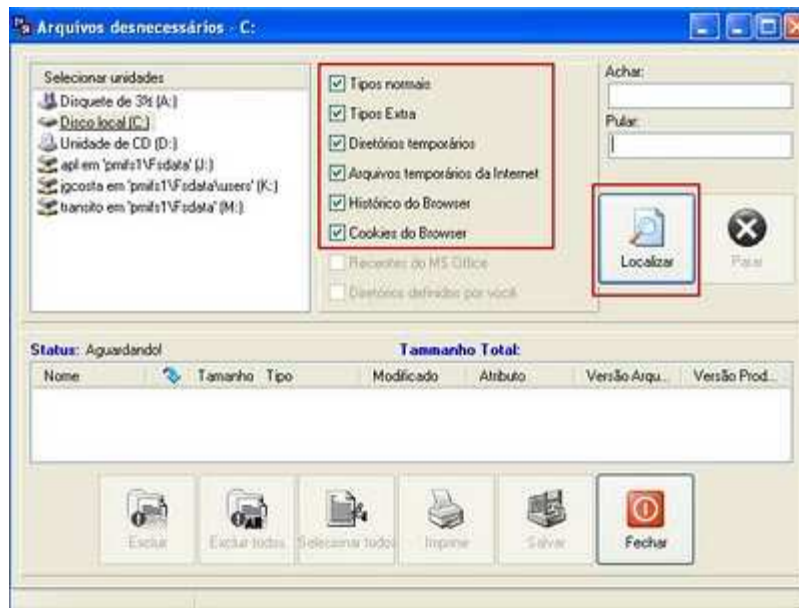 Arquivos desnecessários - C:
Selecionar unidades
Disquete de 3½ (A:)
Disco local (C:)
Unidade de CD (D:)
apl em 'pmifs1\Fsdata' (J:)
jgcosta em 'pmifs1\Fsdata\users' (K:)
transito em 'pmifs1\Fsdata' (M:)
Tipos normais
Tipos Extra
Diretórios temporários
Arquivos temporários da Internet
Histórico do Browser
Cookies do Browser
Recentes do MS Office
Diretórios definidos por você
Achar:
Pular:
Localizar
Parar
Status: Aguardando!
Tammanho Total:
Nome Tamanho Tipo Modificado Atributo Versão Arqu... Versão Prod...
Excluir
Excluir todos
Selecionar todos
Imprimir
Salvar
Fechar